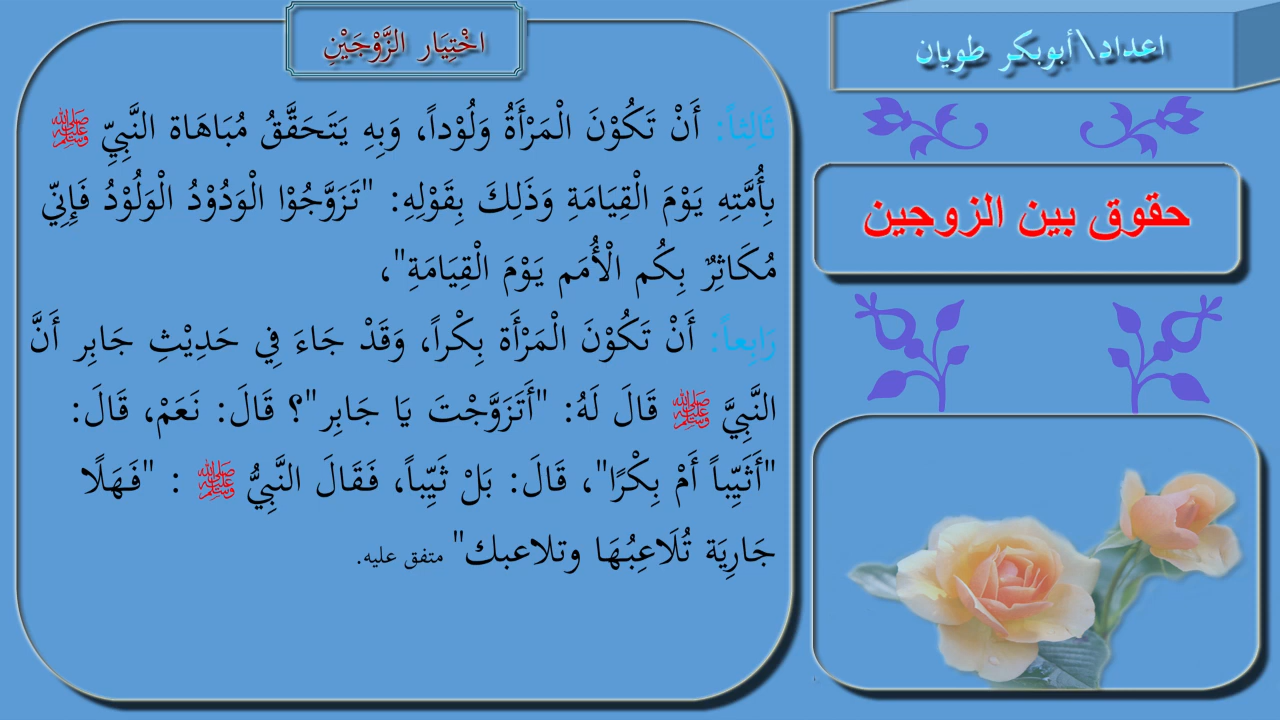 اعداد\أبوبكر طويان
حقوق بين الزوجين
اخْتِيَار الزَّوْجَيْنِ
ثَالِثاً: أَنْ تَكُوْنَ الْمَرْأَةُ وَلُوْداً، وَبِهِ يَتَحَقَّقُ مُبَاهَاة النَّبِيِّ ﷺ
بِأُمَّتِهِ يَوْمَ الْقِيَامَةِ وَذَلِكَ بِقَوْلِهِ: "تَزَوَّجُوْا الْوَدُوْدُ الْوَلُوْدُ فَإِنِّي
مُكَاثِرٌ بِكُم الْأُمَم يَوْمَ الْقِيَامَةِ"،
رَابِعاً: أَنْ تَكُوْنَ الْمَرْأَة بِكْراً، وَقَدْ جَاءَ فِي حَدِيْثِ جَابِر أَنَّ
النَّبِيَّ ﷺ قَالَ لَهُ: "أَتَزَوَّجْتَ يَا جَابِر"؟ قَالَ: نَعَمْ، قَالَ:
"أَثَيِّباً أَمْ بِكْرًا"، قَالَ: بَلْ ثَيِّباً، فَقَالَ النَّبِيُّ ﷺ : "فَهَلًا
جَارِيَة تُلَاعِبُهَا وتلاعبك" متفق عليه.